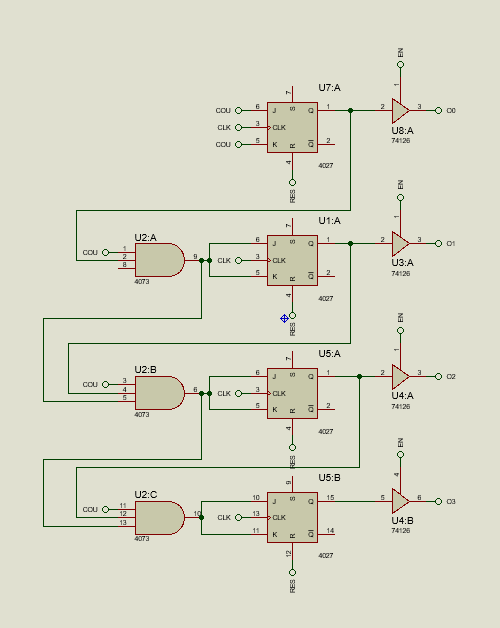 EN
7
1
U7:A
COU 6 J S Q 1 2 3 O0
CLK 3 CLK
U8:A
COU 5 K R Q 2
74126
4
4027
RES
EN
7
1
U1:A
U2:A
COU 1
2 9
8
4073
6 J S Q 1 2 3 O1
CLK 3 CLK
U3:A
5 K R Q 2
74126
4
4027
RES
EN
7
1
U5:A
U2:B
COU 3
4 6
5
4073
6 J S Q 1 2 3 O2
CLK 3 CLK
U4:A
5 K R Q 2
74126
4
4027
RES
EN
9
4
U5:B
U2:C
COU 11
12 10
13
4073
10 J S Q 15 5 6 O3
CLK 13 CLK
U4:B
11 K R Q 14
74126
12
4027
RES